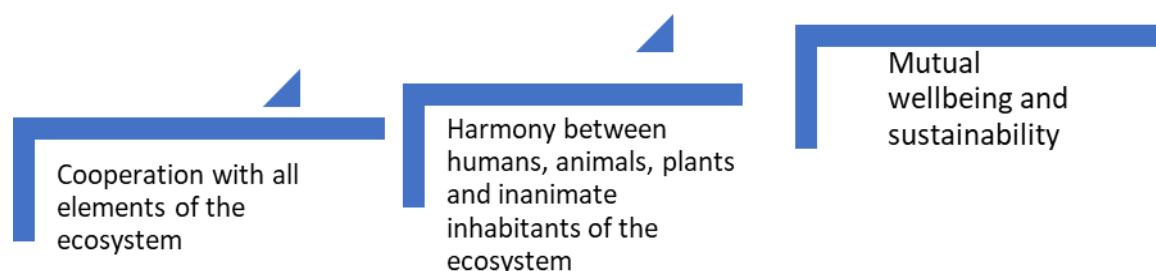 Cooperation with all
elements of the
ecosystem
Harmony between
humans, animals, plants
and inanimate
inhabitants of the
ecosystem
Mutual
wellbeing and
sustainability